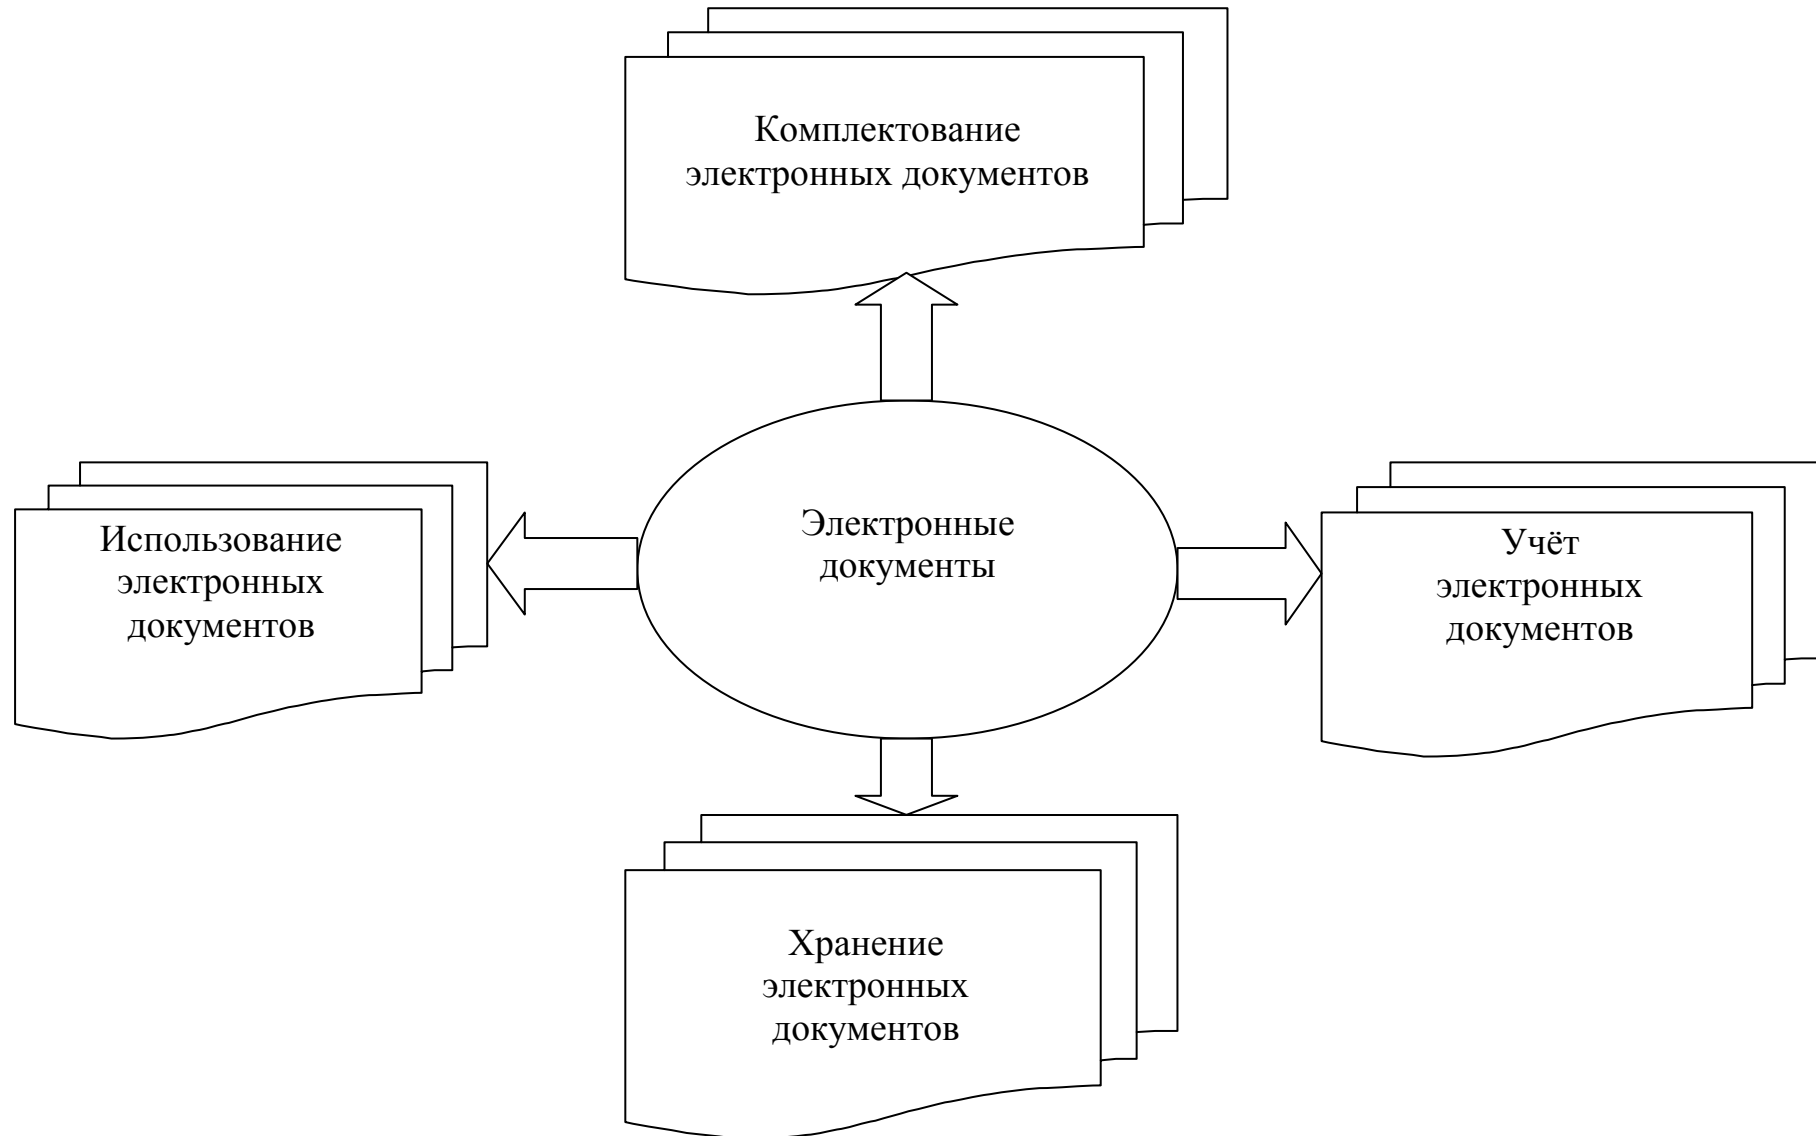 Комплектование
электронных документов
Использование
электронных
документов
Электронные
документы
Учёт
электронных
документов
Хранение
электронных
документов